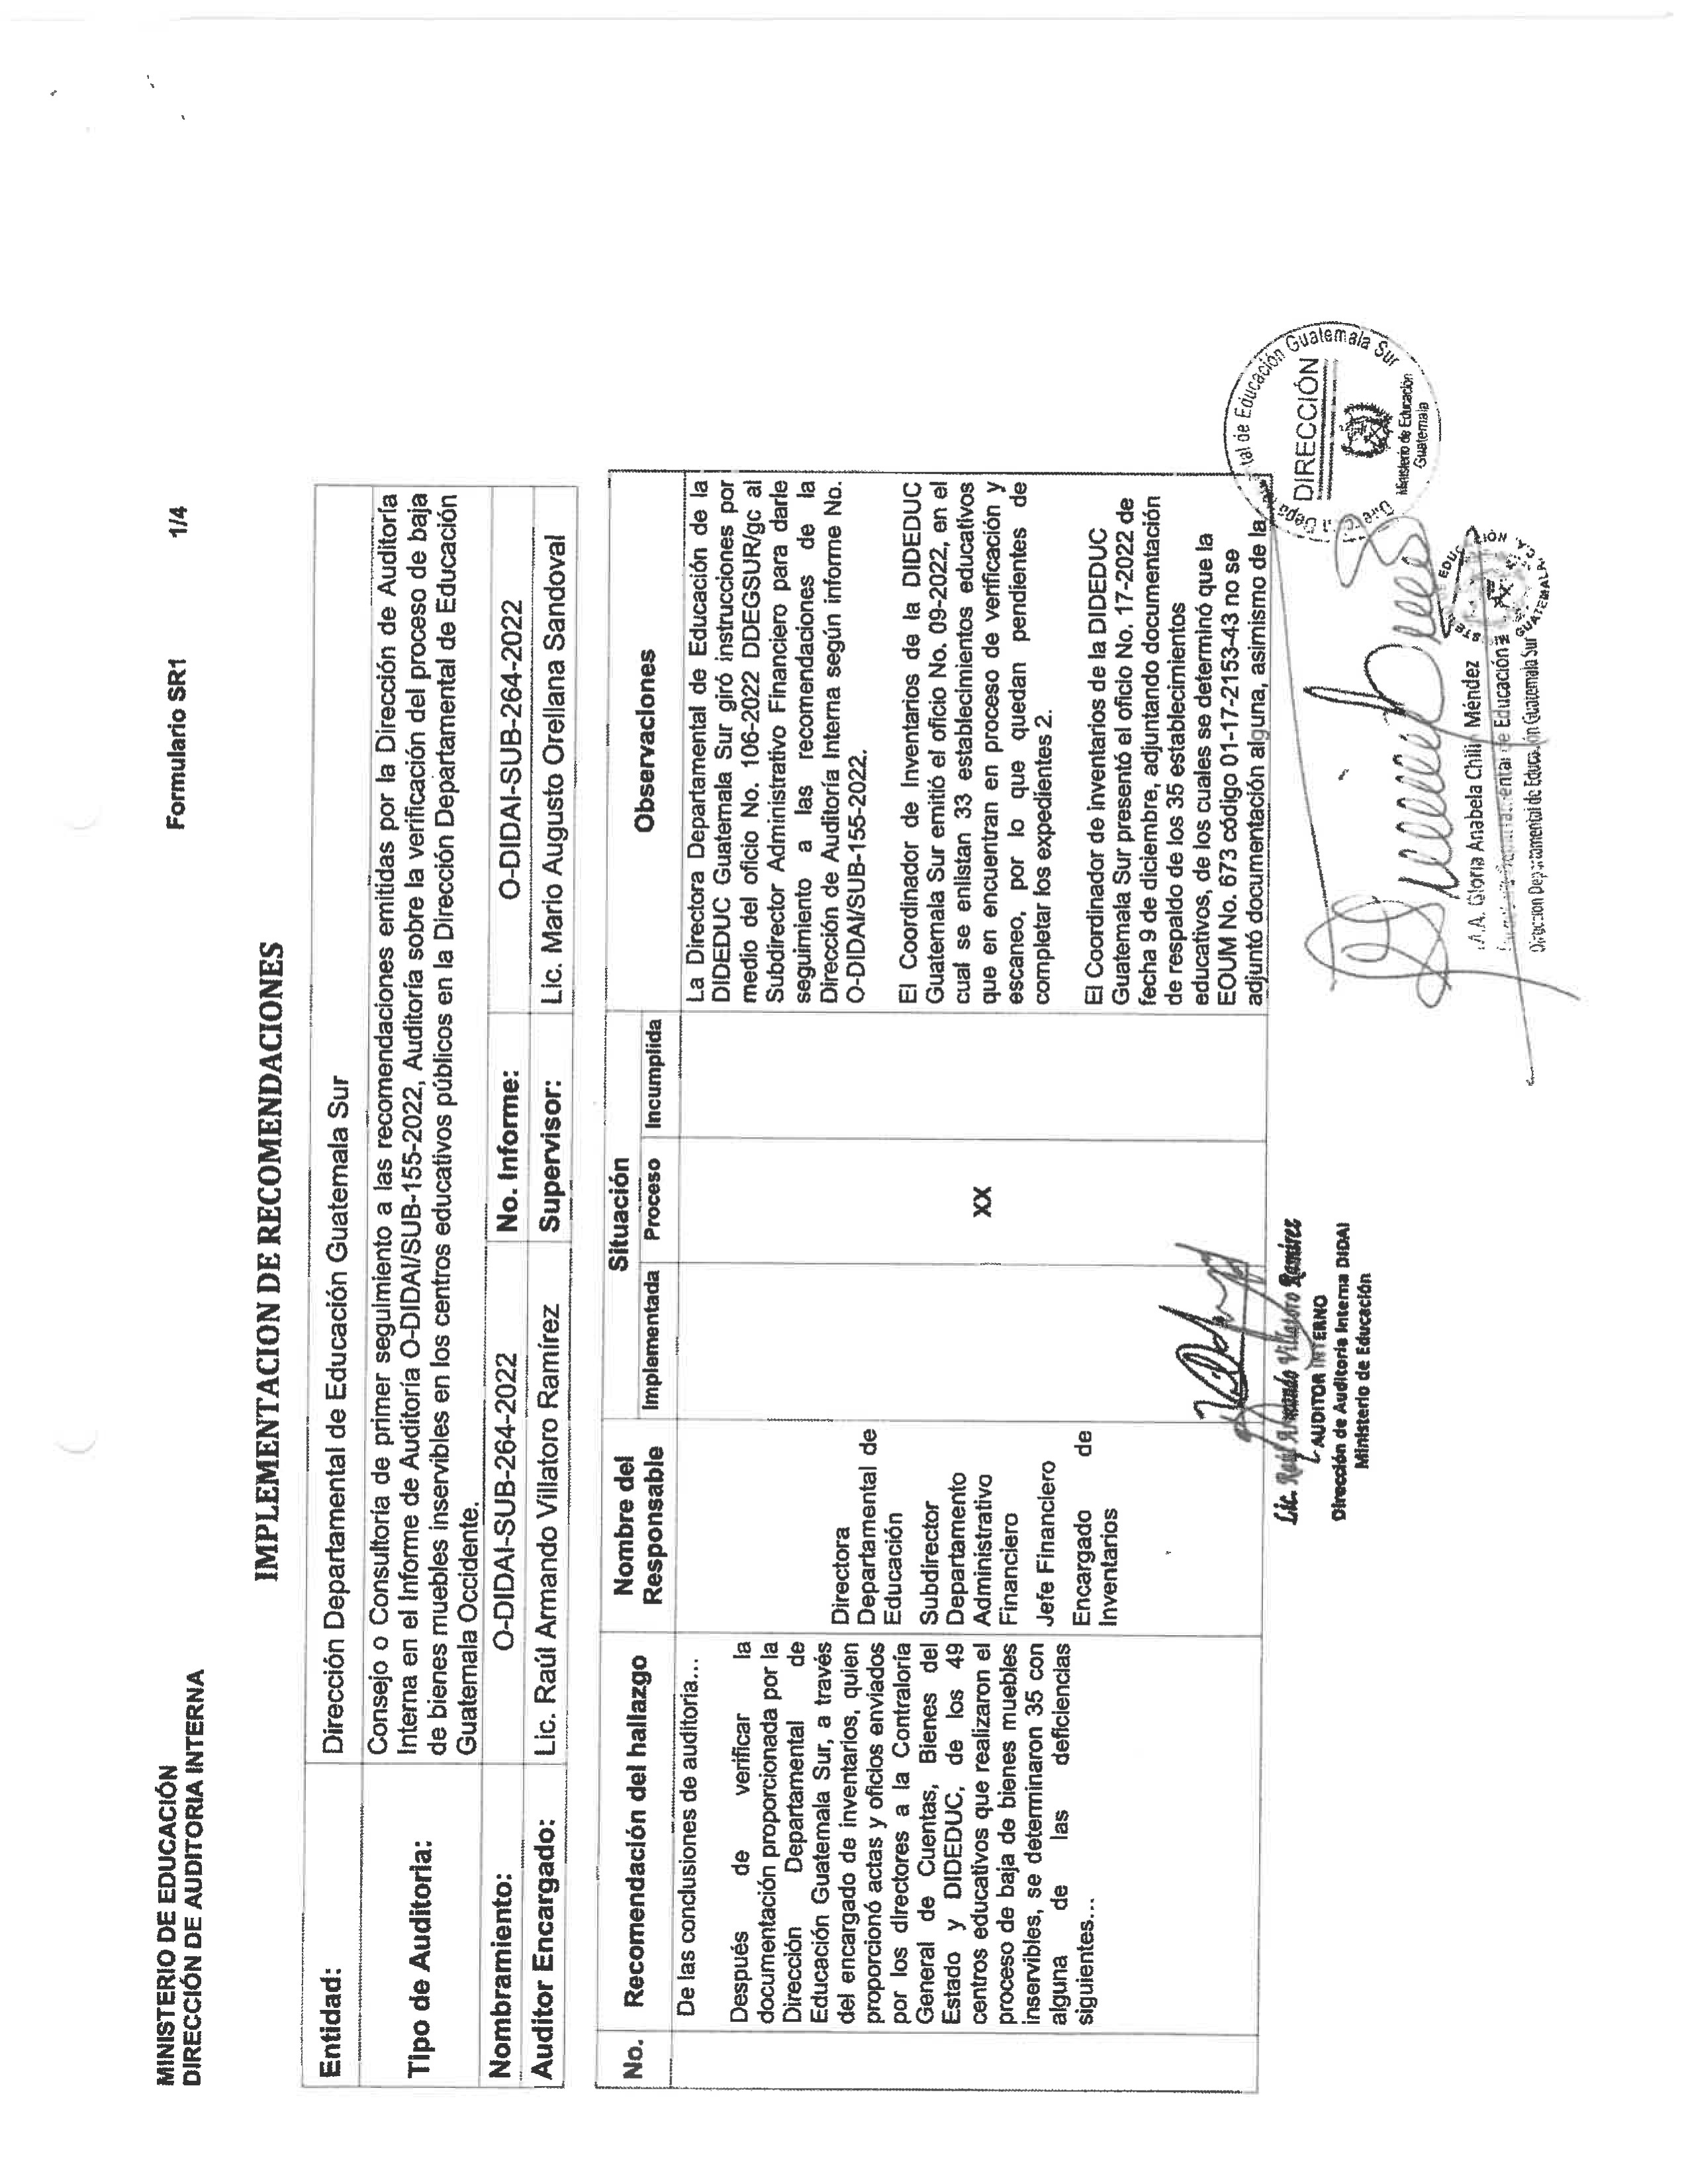 MINISTERIO DE EDUCACIÓN
DIRECCIÓN DE AUDITORIA INTERNA
Formulario SR1 1/4
IMPLEMENTACION DE RECOMENDACIONES
Entidad: Dirección Departamental de Educación Guatemala Sur
Tipo de Auditoria:
Consejo o Consultoría de primer seguimiento a las recomendaciones emitidas por la Dirección de Auditoría
Interna en el Informe de Auditoría O-DIDAI/SUB-155-2022, Auditoría sobre la verificación del proceso de baja
de bienes muebles inservibles en los centros educativos públicos en la Dirección Departamental de Educación
Guatemala Occidente.
Nombramiento: O-DIDAI-SUB-264-2022 No. Informe: O-DIDAI-SUB-264-2022
Auditor Encargado: Lic. Raúl Armando Villatoro Ramírez Supervisor: Lic. Mario Augusto Orellana Sandoval
No. Recomendación del hallazgo
Nombre del
Responsable
Situación
Implementada Proceso Incumplida
Observaciones
De las conclusiones de auditoria...
Después de verificar la
documentación proporcionada por la
Dirección Departamental de
Educación Guatemala Sur, a través
del encargado de inventarios, quien
proporcionó actas y oficios enviados
por los directores a la Contraloría
General de Cuentas, Bienes del
Estado y DIDEDUC, de los 49
centros educativos que realizaron el
proceso de baja de bienes muebles
inservibles, se determinaron 35 con
alguna de las deficiencias
siguientes...
Directora
Departamental de
Educación
Subdirector
Departamento
Administrativo
Financiero
Jefe Financiero
Encargado de
Inventarios
XX
La Directora Departamental de Educación de la
DIDEDUC Guatemala Sur giró instrucciones por
medio del oficio No. 106-2022 DDEGSUR/gc al
Subdirector Administrativo Financiero para darle
seguimiento a las recomendaciones de la
Dirección de Auditoría Interna según informe No.
O-DIDAI/SUB-155-2022.
El Coordinador de Inventarios de la DIDEDUC
Guatemala Sur emitió el oficio No. 09-2022, en el
cual se enlistan 33 establecimientos educativos
que en encuentran en proceso de verificación y
escaneo, por lo que quedan pendientes de
completar los expedientes 2.
El Coordinador de inventarios de la DIDEDUC
Guatemala Sur presentó el oficio No. 17-2022 de
fecha 9 de diciembre, adjuntando documentación
de respaldo de los 35 establecimientos
educativos, de los cuales se determinó que la
EOUM No. 673 código 01-17-2153-43 no se
adjuntó documentación alguna, asimismo de la
Lic. Raúl Armando Villatoro Ramírez
AUDITOR INTERNO
Dirección de Auditoría Interna DIDAI
Ministerio de Educación
Gloria Anabela Chilin Méndez
de Educación
Dirección Departamental de Educación Guatemala Sur
tal de Educación Guatemala Sur
DIRECCIÓN
Ministerio de Educación
Guatemala
GUATEMALA, C.A.